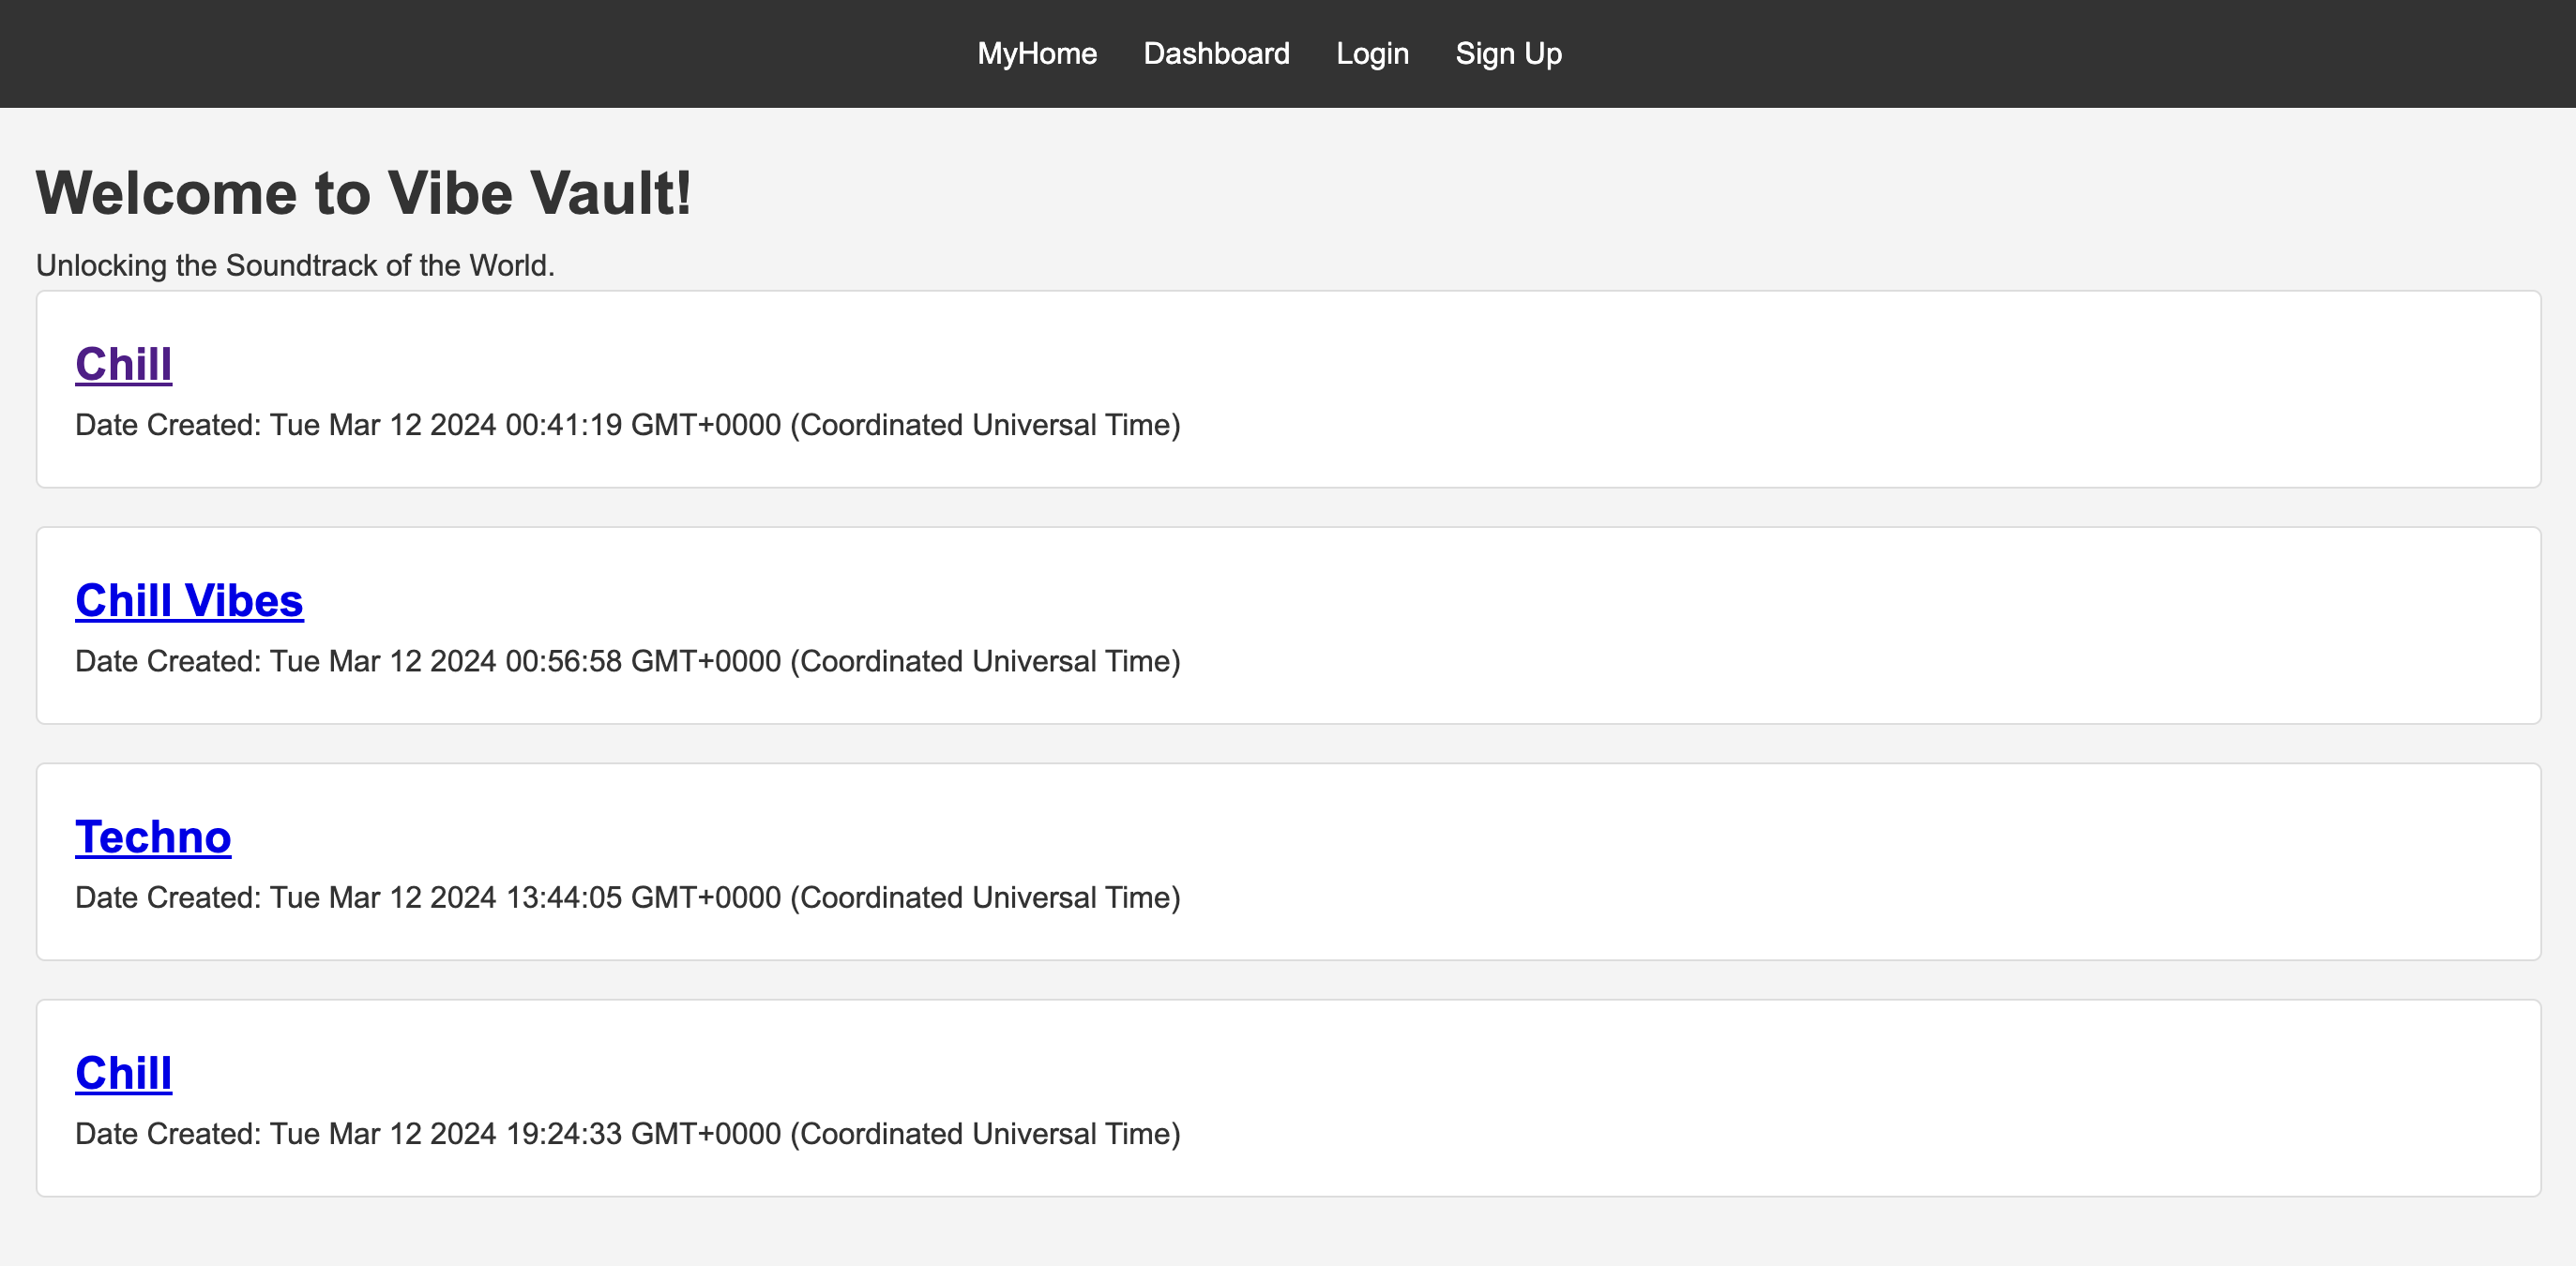 MyHome Dashboard Login Sign Up
Welcome to Vibe Vault!
Unlocking the Soundtrack of the World.
Chill
Date Created: Tue Mar 12 2024 00:41:19 GMT+0000 (Coordinated Universal Time)
Chill Vibes
Date Created: Tue Mar 12 2024 00:56:58 GMT+0000 (Coordinated Universal Time)
Techno
Date Created: Tue Mar 12 2024 13:44:05 GMT+0000 (Coordinated Universal Time)
Chill
Date Created: Tue Mar 12 2024 19:24:33 GMT+0000 (Coordinated Universal Time)